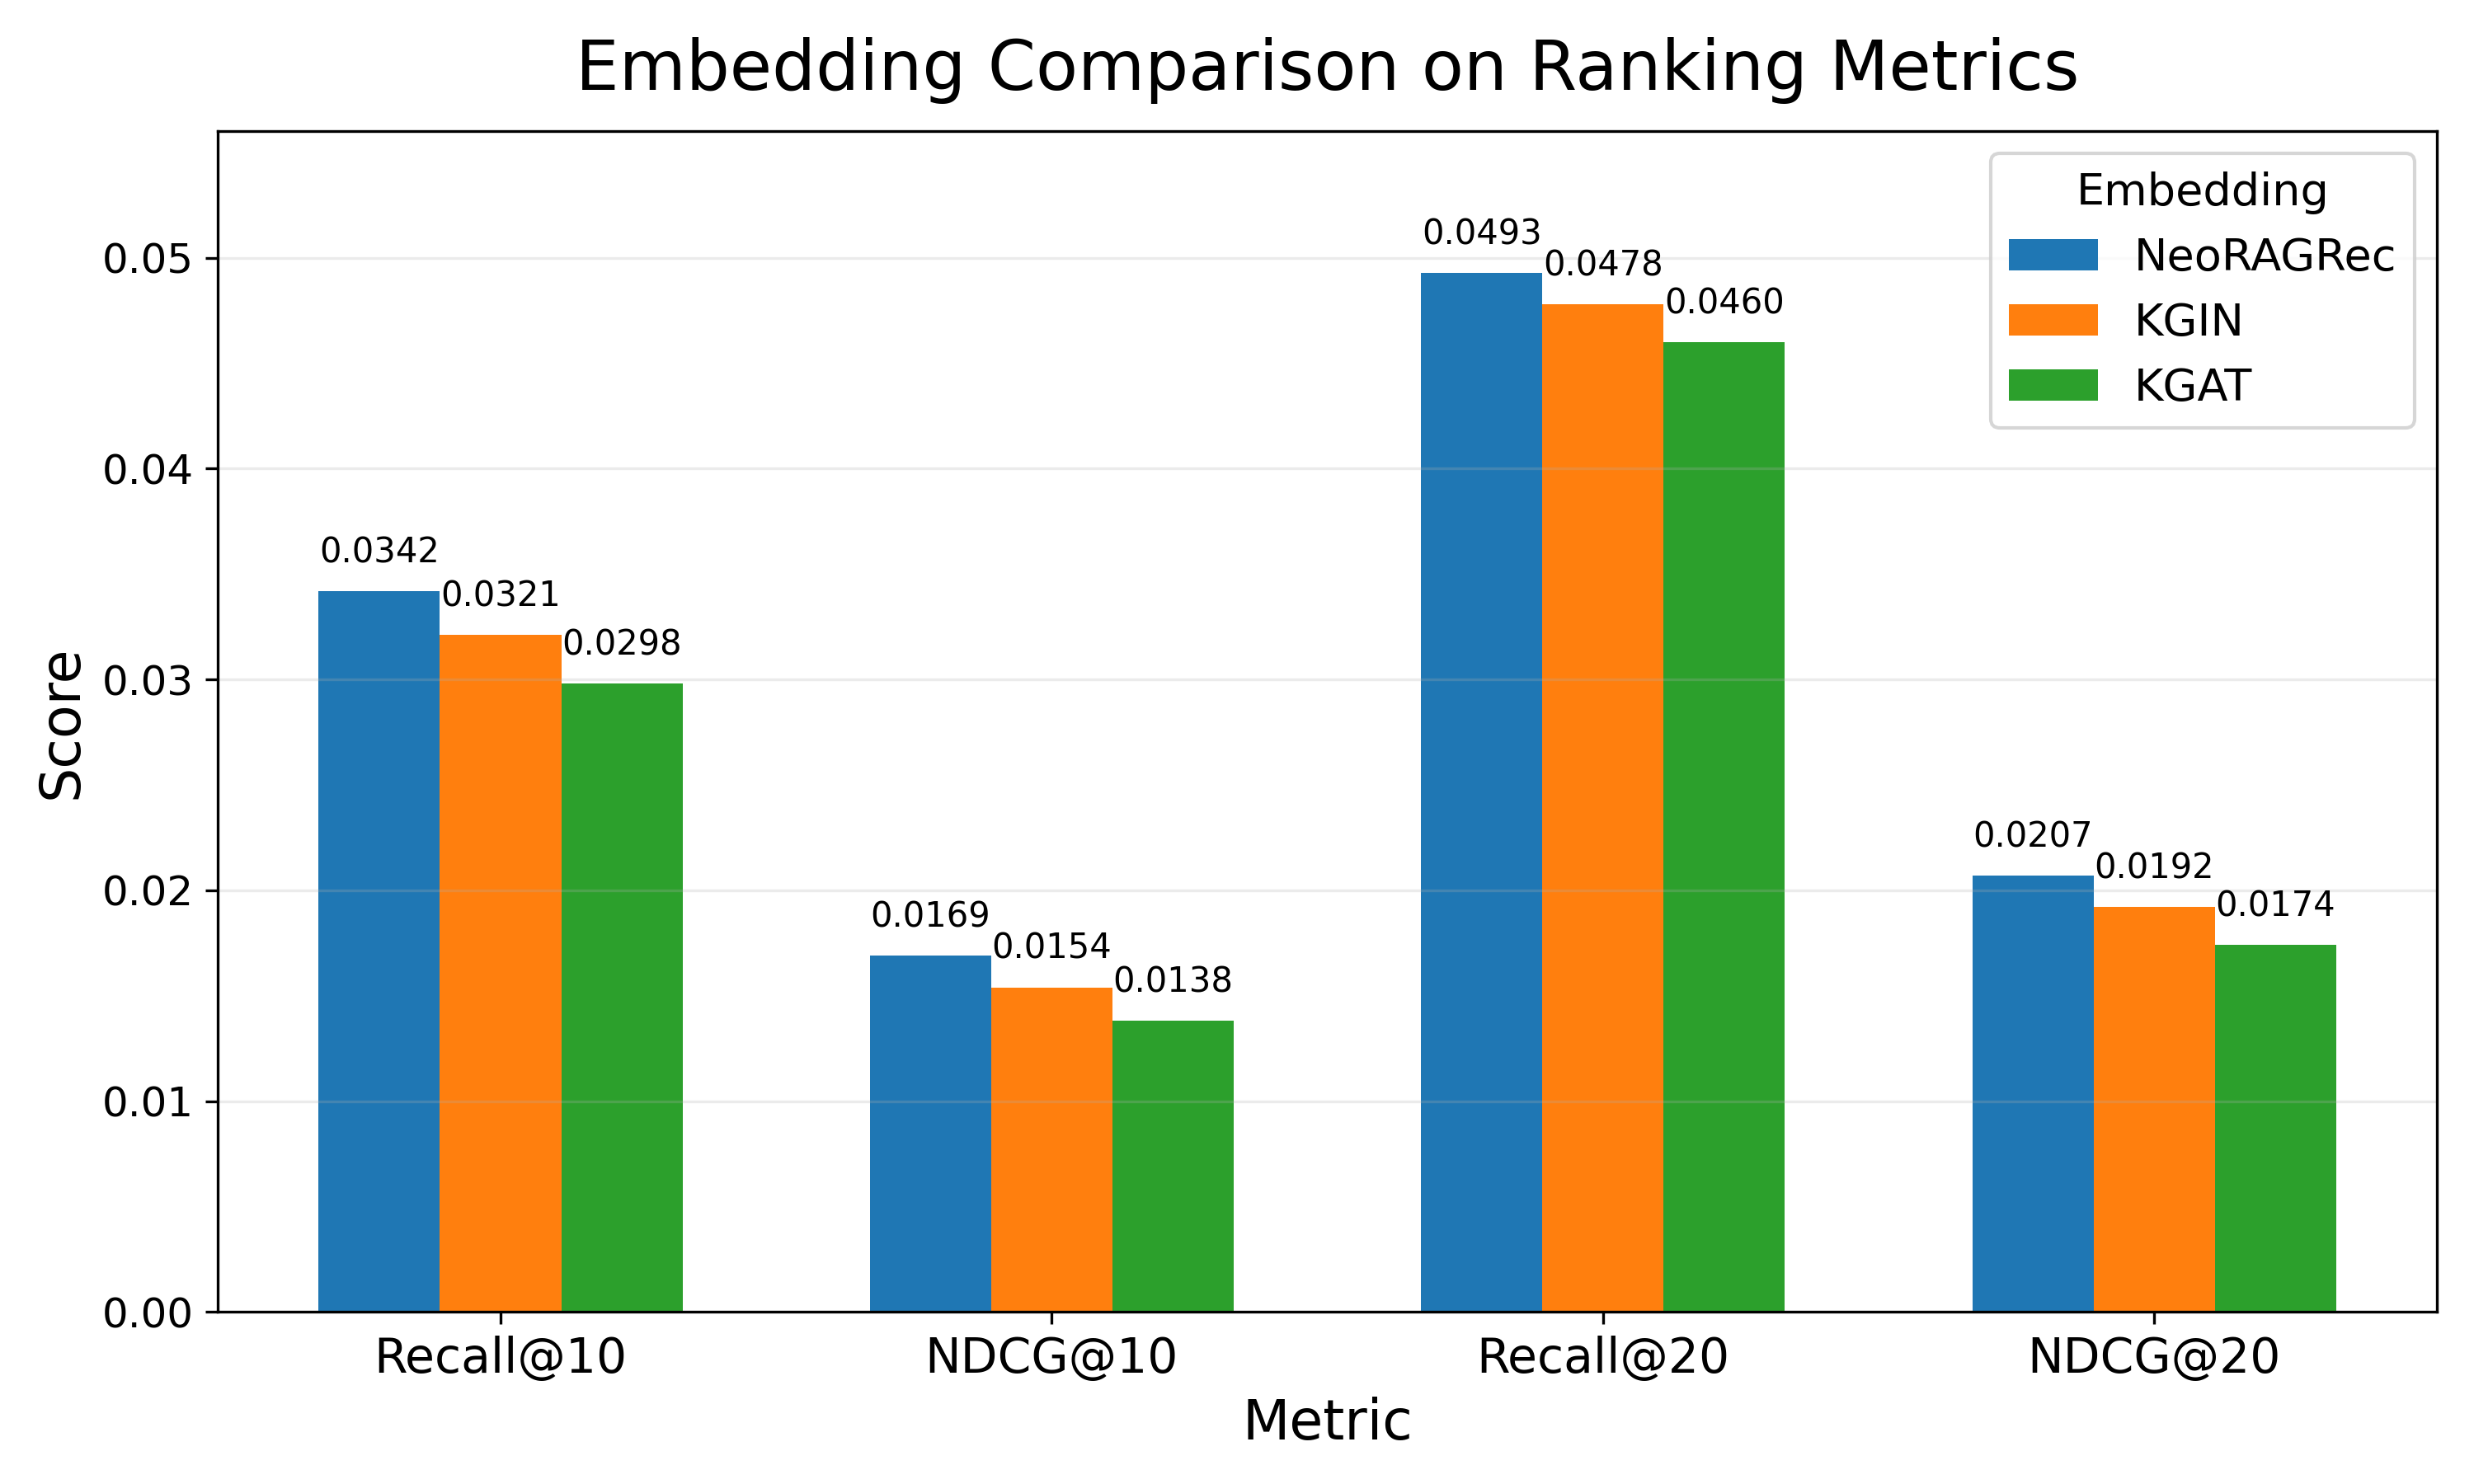 Embedding Comparison on Ranking Metrics
Embedding
NeoRAGRec
KGIN
KGAT
Score
0.05
0.04
0.03
0.02
0.01
0.00
0.0342
0.0321
0.0298
0.0169
0.0154
0.0138
0.0493
0.0478
0.0460
0.0207
0.0192
0.0174
Recall@10
NDCG@10
Recall@20
NDCG@20
Metric